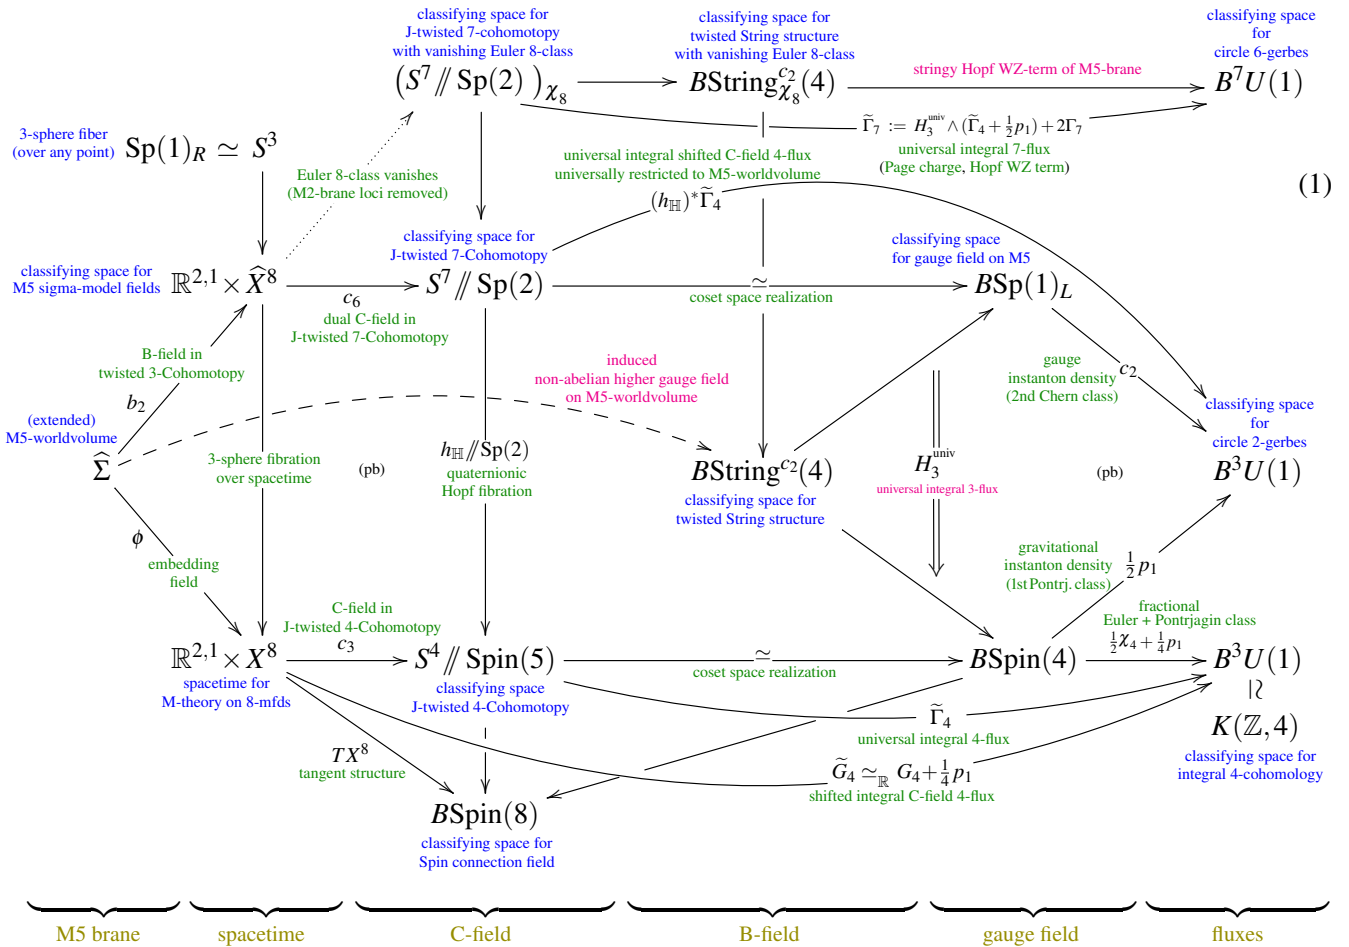 classifying space for
J-twisted 7-cohomotopy
with vanishing Euler 8-class
(S⁷ ⫽ Sp(2))_χ₈
classifying space for
twisted String structure
with vanishing Euler 8-class
BString^{c₂}_{χ₈}(4)
stringy Hopf WZ-term of M5-brane
classifying space
for
circle 6-gerbes
B⁷U(1)
Γ̃₇ := H₃^univ ∧ (Γ̃₄ + ½p₁) + 2Γ₇
universal integral 7-flux
(Page charge, Hopf WZ term)
3-sphere fiber
(over any point)
Sp(1)_R ≃ S³
Euler 8-class vanishes
(M2-brane loci removed)
universal integral shifted C-field 4-flux
universally restricted to M5-worldvolume
(h_ℍ)*Γ̃₄
(1)
classifying space for
M5 sigma-model fields
ℝ^{2,1} × X̂⁸
c₆
dual C-field in
J-twisted 7-Cohomotopy
classifying space for
J-twisted 7-Cohomotopy
S⁷ ⫽ Sp(2)
≃
coset space realization
classifying space
for gauge field on M5
BSp(1)_L
B-field in
twisted 3-Cohomotopy
b₂
induced
non-abelian higher gauge field
on M5-worldvolume
gauge
instanton density
(2nd Chern class)
c₂
classifying space
for
circle 2-gerbes
B³U(1)
(extended)
M5-worldvolume
Σ̂
3-sphere fibration
over spacetime
(pb)
h_ℍ⫽Sp(2)
quaternionic
Hopf fibration
BString^{c₂}(4)
classifying space for
twisted String structure
H₃^univ
universal integral 3-flux
(pb)
ϕ
embedding
field
gravitational
instanton density
(1st Pontrj. class)
½p₁
C-field in
J-twisted 4-Cohomotopy
c₃
fractional
Euler + Pontrjagin class
½χ₄ + ¼p₁
ℝ^{2,1} × X⁸
spacetime for
M-theory on 8-mfds
S⁴ ⫽ Spin(5)
classifying space
J-twisted 4-Cohomotopy
≃
coset space realization
BSpin(4)
B³U(1)
≀|
K(ℤ,4)
classifying space for
integral 4-cohomology
Γ̃₄
universal integral 4-flux
TX⁸
tangent structure
G̃₄ ≃_ℝ G₄ + ¼p₁
shifted integral C-field 4-flux
BSpin(8)
classifying space for
Spin connection field
M5 brane
spacetime
C-field
B-field
gauge field
fluxes